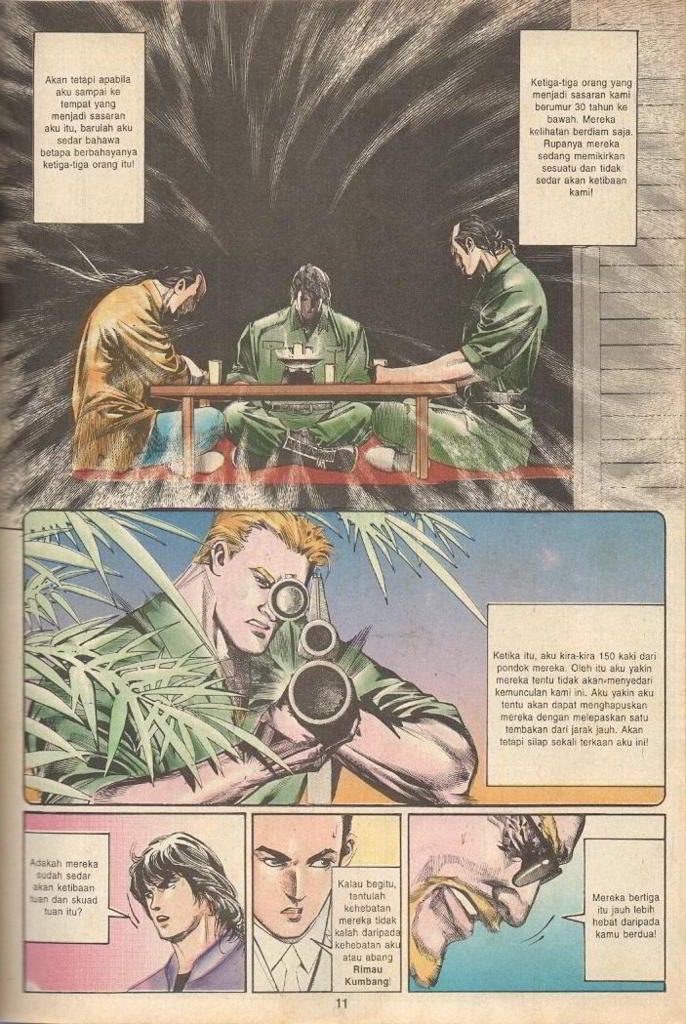 Akan tetapi apabila
aku sampai ke
tempat yang
menjadi sasaran
aku itu, barulah aku
sedar bahawa
betapa berbahayanya
ketiga-tiga orang itu!
Ketiga-tiga orang yang
menjadi sasaran kami
berumur 30 tahun ke
bawah. Mereka
kelihatan berdiam saja.
Rupanya mereka
sedang memikirkan
sesuatu dan tidak
sedar akan ketibaan
kami!
Ketika itu, aku kira-kira 150 kaki dari
pondok mereka. Oleh itu aku yakin
mereka tentu tidak akan menyedari
kemunculan kami ini. Aku yakin aku
tentu akan dapat menghapuskan
mereka dengan melepaskan satu
tembakan dari jarak jauh. Akan
tetapi silap sekali terkaan aku ini!
Adakah mereka
sudah sedar
akan ketibaan
tuan dan skuad
tuan itu?
Kalau begitu,
kehebatan
mereka tidak
kalah daripada
kehebatan aku
atau abang
Rimau
Kumbang!
Mereka bertiga
itu jauh lebih
hebat daripada
kamu berdua!
11